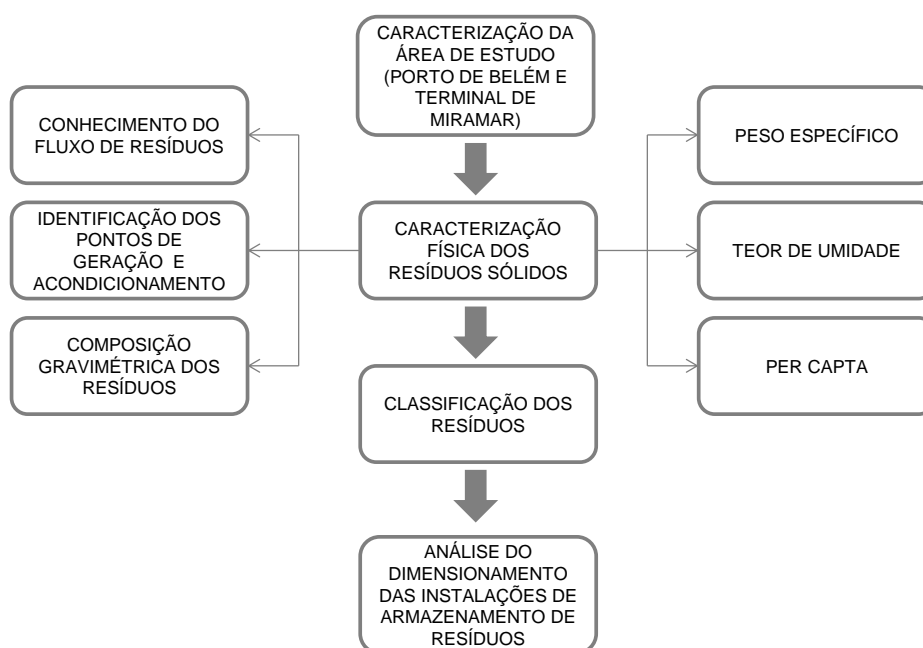 CARACTERIZAÇÃO DA
ÁREA DE ESTUDO
(PORTO DE BELÉM E
TERMINAL DE
MIRAMAR)
CONHECIMENTO DO
FLUXO DE RESÍDUOS
PESO ESPECÍFICO
IDENTIFICAÇÃO DOS
PONTOS DE
GERAÇÃO E
ACONDICIONAMENTO
CARACTERIZAÇÃO
FÍSICA DOS
RESÍDUOS SÓLIDOS
TEOR DE UMIDADE
COMPOSIÇÃO
GRAVIMÉTRICA DOS
RESÍDUOS
PER CAPTA
CLASSIFICAÇÃO DOS
RESÍDUOS
ANÁLISE DO
DIMENSIONAMENTO
DAS INSTALAÇÕES DE
ARMAZENAMENTO DE
RESÍDUOS